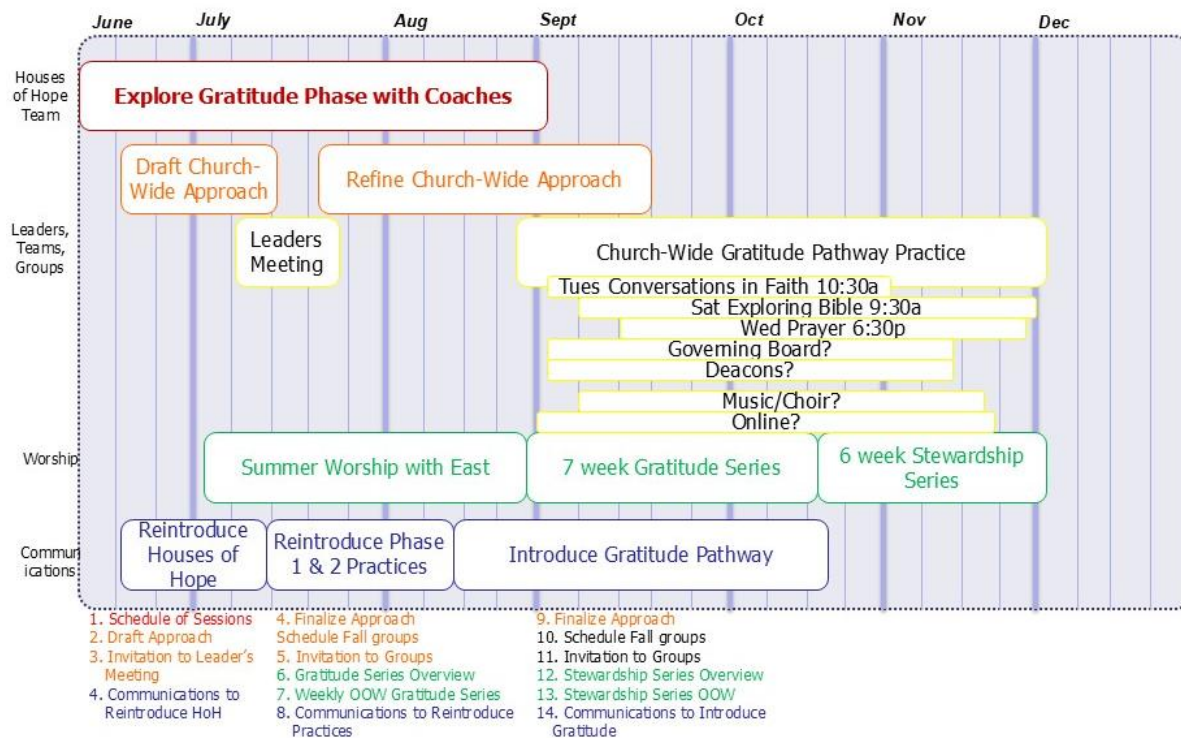 June July Aug Sept Oct Nov Dec
Houses
of Hope
Team
Explore Gratitude Phase with Coaches
Draft Church-
Wide Approach
Refine Church-Wide Approach
Leaders,
Teams,
Groups
Leaders
Meeting
Church-Wide Gratitude Pathway Practice
Tues Conversations in Faith 10:30a
Sat Exploring Bible 9:30a
Wed Prayer 6:30p
Governing Board?
Deacons?
Music/Choir?
Online?
Worship
Summer Worship with East
7 week Gratitude Series
6 week Stewardship
Series
Commun
ications
Reintroduce
Houses of
Hope
Reintroduce Phase
1 & 2 Practices
Introduce Gratitude Pathway
1. Schedule of Sessions
2. Draft Approach
3. Invitation to Leader's
Meeting
4. Communications to
Reintroduce HoH
4. Finalize Approach
Schedule Fall groups
5. Invitation to Groups
6. Gratitude Series Overview
7. Weekly OOW Gratitude Series
8. Communications to Reintroduce
Practices
9. Finalize Approach
10. Schedule Fall groups
11. Invitation to Groups
12. Stewardship Series Overview
13. Stewardship Series OOW
14. Communications to Introduce
Gratitude